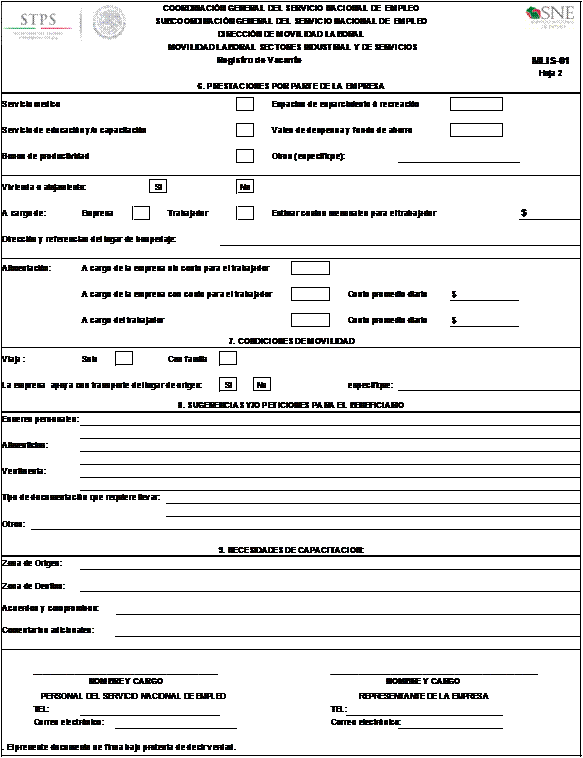 COORDINACIÓN GENERAL DEL SERVICIO NACIONAL DE EMPLEO
STPS
SNE
SUBCOORDINACIÓN GENERAL DEL SERVICIO NACIONAL DE EMPLEO
DIRECCIÓN DE MOVILIDAD LABORAL
MOVILIDAD LABORAL SECTORES INDUSTRIAL Y DE SERVICIOS
Registro de Vacante MLIS-01
Hoja 2
6. PRESTACIONES POR PARTE DE LA EMPRESA
Servicio medico Espacios de esparcimiento ó recreación
Servicio de educación y/o capacitación Vales de despensa y fondo de ahorro
Bonos de productividad Otros (especifique):
Vivienda o alojamiento: Si No
A cargo de: Empresa Trabajador Estimar costos mensuales para el trabajador $
Dirección y referencias del lugar de hospedaje:
Alimentación: A cargo de la empresa sin costo para el trabajador
A cargo de la empresa con costo para el trabajador Costo promedio diario $
A cargo del trabajador Costo promedio diario $
7. CONDICIONES DE MOVILIDAD
Viaja : Solo Con familia
La empresa apoya con transporte del lugar de origen: Si No especifique:
8. SUGERENCIAS Y/O PETICIONES PARA EL BENEFICIARIO
Enseres personales:
Alimenticios:
Vestimenta:
Tipo de documentación que requiere llevar:
Otros:
9. NECESIDADES DE CAPACITACION:
Zona de Origen:
Zona de Destino:
Acuerdos y compromisos:
Comentarios adicionales:
NOMBRE Y CARGO NOMBRE Y CARGO
PERSONAL DEL SERVICIO NACIONAL DE EMPLEO REPRESENTANTE DE LA EMPRESA
TEL: TEL:
Correo electrónico: Correo electrónico:
. El presente documento se firma bajo protesta de decir verdad.